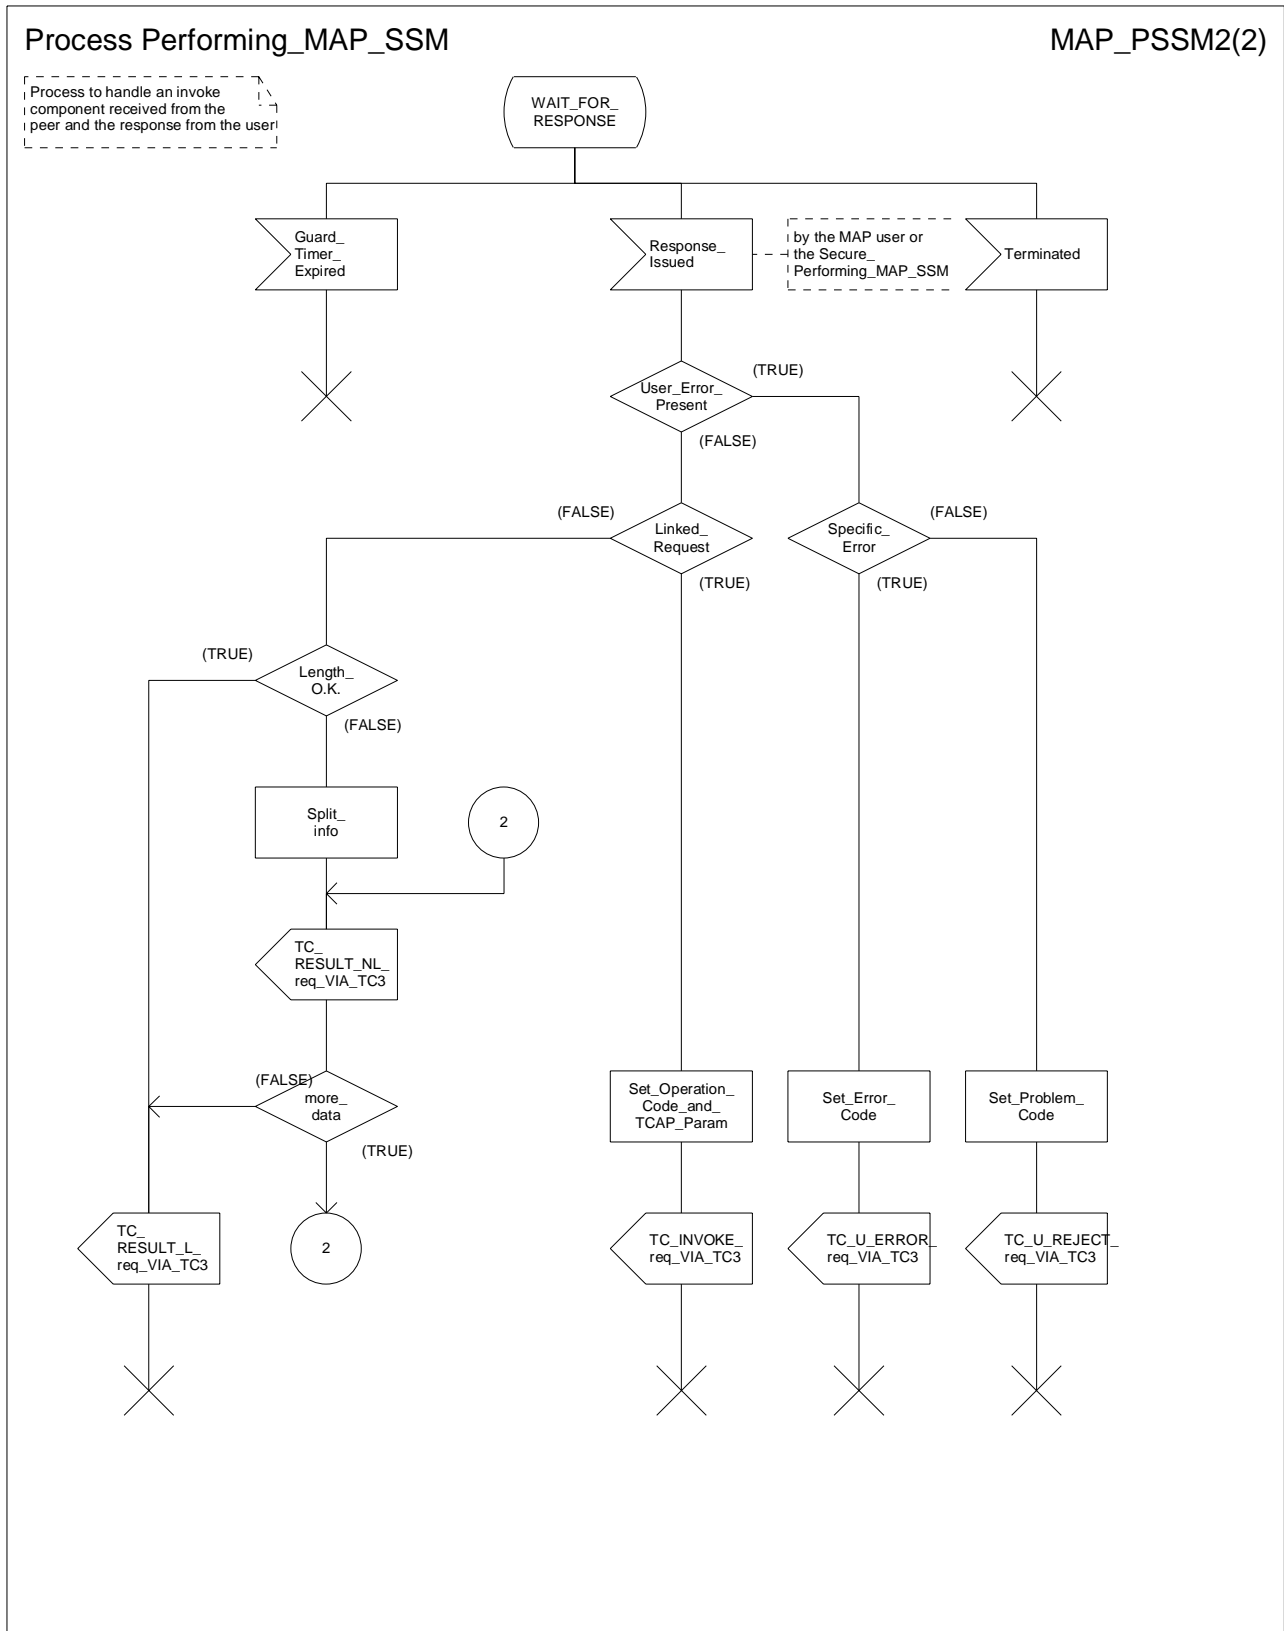 Process Performing_MAP_SSM
MAP_PSSM2(2)
Process to handle an invoke
component received from the
peer and the response from the user
WAIT_FOR_
RESPONSE
Guard_
Timer_
Expired
Response_
Issued
by the MAP user or
the Secure_
Performing_MAP_SSM
Terminated
User_Error_
Present
(TRUE)
(FALSE)
(FALSE)
Linked_
Request
(TRUE)
Specific_
Error
(FALSE)
(TRUE)
(TRUE)
Length_
O.K.
(FALSE)
Split_
info
2
TC_
RESULT_NL_
req_VIA_TC3
(FALSE)
more_
data
(TRUE)
Set_Operation_
Code_and_
TCAP_Param
Set_Error_
Code
Set_Problem_
Code
TC_
RESULT_L_
req_VIA_TC3
2
TC_INVOKE_
req_VIA_TC3
TC_U_ERROR_
req_VIA_TC3
TC_U_REJECT_
req_VIA_TC3